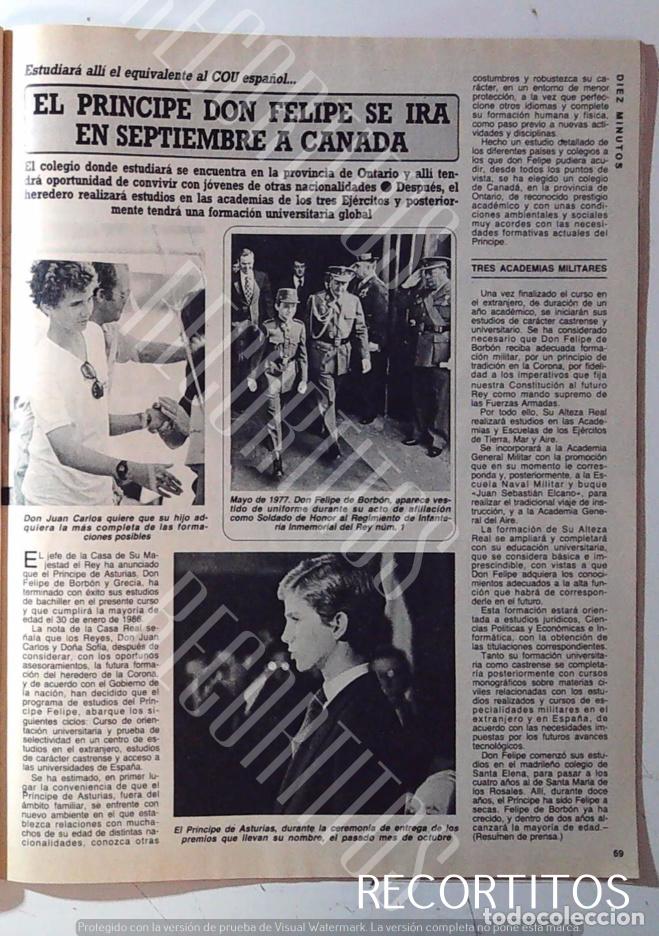 Estudiará allí el equivalente al COU español...
EL PRINCIPE DON FELIPE SE IRA
EN SEPTIEMBRE A CANADA
El colegio donde estudiará se encuentra en la provincia de Ontario y allí ten-
drá oportunidad de convivir con jóvenes de otras nacionalidades ● Después, el
heredero realizará estudios en las academias de los tres Ejércitos y posterior-
mente tendrá una formación universitaria global
Don Juan Carlos quiere que su hijo ad-
quiera la más completa de las forma-
ciones posibles
Mayo de 1977. Don Felipe de Borbón, aparece ves-
tido de uniforme durante su acto de afiliación
como Soldado de Honor al Regimiento de Infante-
ría Inmemorial del Rey núm. 1
EL jefe de la Casa de Su Ma-
jestad el Rey ha anunciado
que el Príncipe de Asturias, Don
Felipe de Borbón y Grecia, ha
terminado con éxito sus estudios
de bachiller en el presente curso
y que cumplirá la mayoría de
edad el 30 de enero de 1986.
La nota de la Casa Real se-
ñala que los Reyes, Don Juan
Carlos y Doña Sofía, después de
considerar, con los oportunos
asesoramientos, la futura forma-
ción del heredero de la Corona,
y de acuerdo con el Gobierno de
la nación, han decidido que el
programa de estudios del Prín-
cipe Felipe, abarque los si-
guientes ciclos: Curso de orien-
tación universitaria y prueba de
selectividad en un centro de es-
tudios en el extranjero, estudios
de carácter castrense y acceso a
las universidades de España.
Se ha estimado, en primer lu-
gar la conveniencia de que el
Príncipe de Asturias, fuera del
ámbito familiar, se enfrente con
nuevo ambiente en el que esta-
blezca relaciones con mucha-
chos de su edad de distintas na-
cionalidades, conozca otras
El Príncipe de Asturias, durante la ceremonia de entrega de los
premios que llevan su nombre, el pasado mes de octubre
costumbres y robustezca su ca-
rácter, en un entorno de menor
protección, a la vez que perfec-
cione otros idiomas y complete
su formación humana y física,
como paso previo a nuevas acti-
vidades y disciplinas.
Hecho un estudio detallado de
los diferentes países y colegios a
los que don Felipe pudiera acu-
dir, desde todos los puntos de
vista, se ha elegido un colegio
de Canadá, en la provincia de
Ontario, de reconocido prestigio
académico y con unas condi-
ciones ambientales y sociales
muy acordes con las necesi-
dades formativas actuales del
Príncipe.
TRES ACADEMIAS MILITARES
Una vez finalizado el curso en
el extranjero, de duración de un
año académico, se iniciarán sus
estudios de carácter castrense y
universitario. Se ha considerado
necesario que Don Felipe de
Borbón reciba adecuada forma-
ción militar, por un principio de
tradición en la Corona, por fideli-
dad a los imperativos que fija
nuestra Constitución al futuro
Rey como mando supremo de
las Fuerzas Armadas.
Por todo ello, Su Alteza Real
realizará estudios en las Acade-
mias y Escuelas de los Ejércitos
de Tierra, Mar y Aire.
Se incorporará a la Academia
General Militar con la promoción
que en su momento le corres-
ponda y, posteriormente, a la Es-
cuela Naval Militar y buque
«Juan Sebastián Elcano», para
realizar el tradicional viaje de ins-
trucción, y a la Academia Gene-
ral del Aire.
La formación de Su Alteza
Real se ampliará y completará
con su educación universitaria,
que se considera básica e im-
prescindible, con vistas a que
Don Felipe adquiera los conoci-
mientos adecuados a la alta fun-
ción que habrá de correspon-
derle en el futuro.
Esta formación estará orien-
tada a estudios jurídicos, Cien-
cias Políticas y Económicas e In-
formática, con la obtención de
las titulaciones correspondientes.
Tanto su formación universita-
ria como castrense se completa-
ría posteriormente con cursos
monográficos sobre materias ci-
viles relacionadas con los estu-
dios realizados y cursos de es-
pecialidades militares en el
extranjero y en España, de
acuerdo con las necesidades im-
puestas por los futuros avances
tecnológicos.
Don Felipe comenzó sus estu-
dios en el madrileño colegio de
Santa Elena, para pasar a los
cuatro años al de Santa María de
los Rosales. Allí, durante doce
años, el Príncipe ha sido Felipe a
secas. Felipe de Borbón ya ha
crecido, y dentro de dos años al-
canzará la mayoría de edad.—
(Resumen de prensa.)
DIEZ MINUTOS
69
RECORTITOS
todocoleccion
Protegido con la versión de prueba de Visual Watermark. La versión completa no pone esta marca.